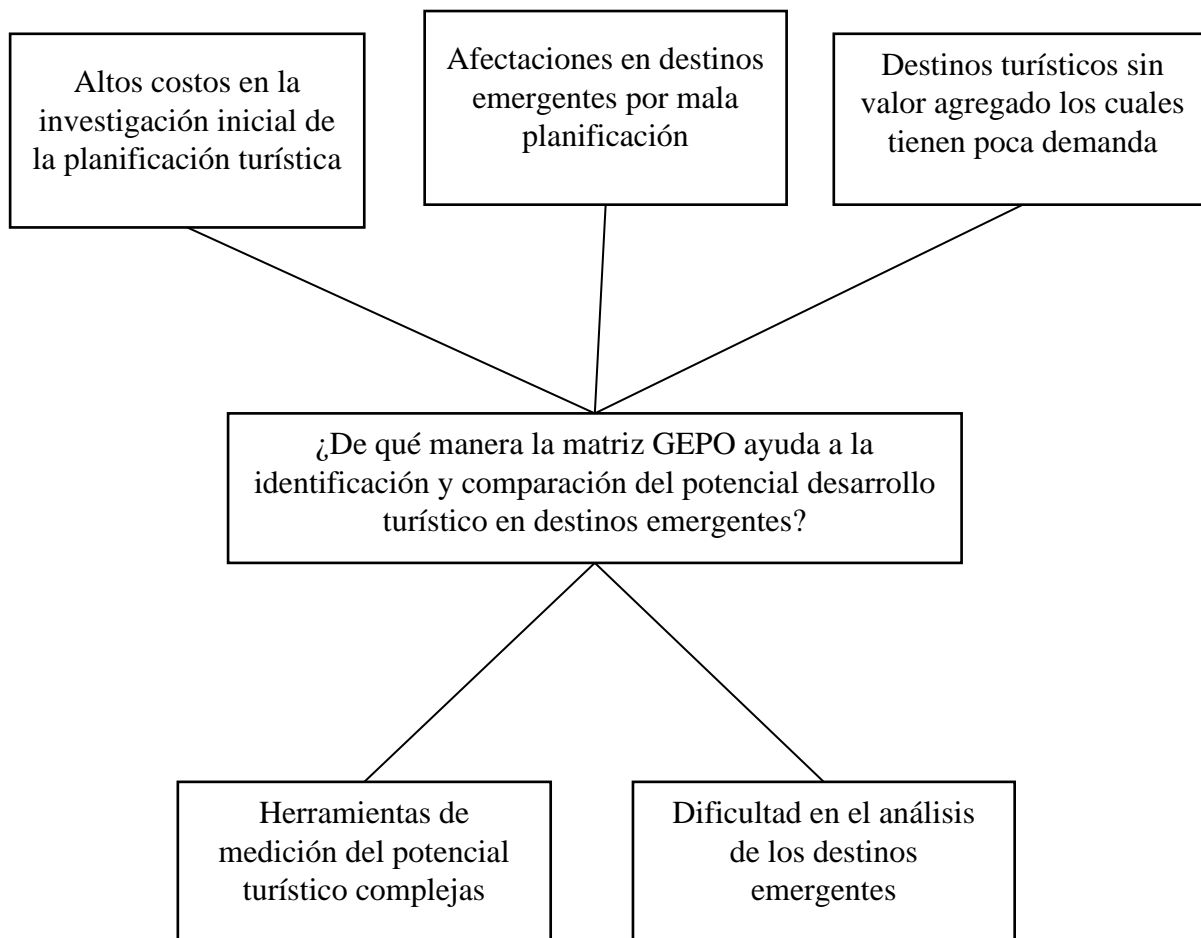 Altos costos en la
investigación inicial de
la planificación turística
Afectaciones en destinos
emergentes por mala
planificación
Destinos turísticos sin
valor agregado los cuales
tienen poca demanda
¿De qué manera la matriz GEPO ayuda a la
identificación y comparación del potencial desarrollo
turístico en destinos emergentes?
Herramientas de
medición del potencial
turístico complejas
Dificultad en el análisis
de los destinos
emergentes